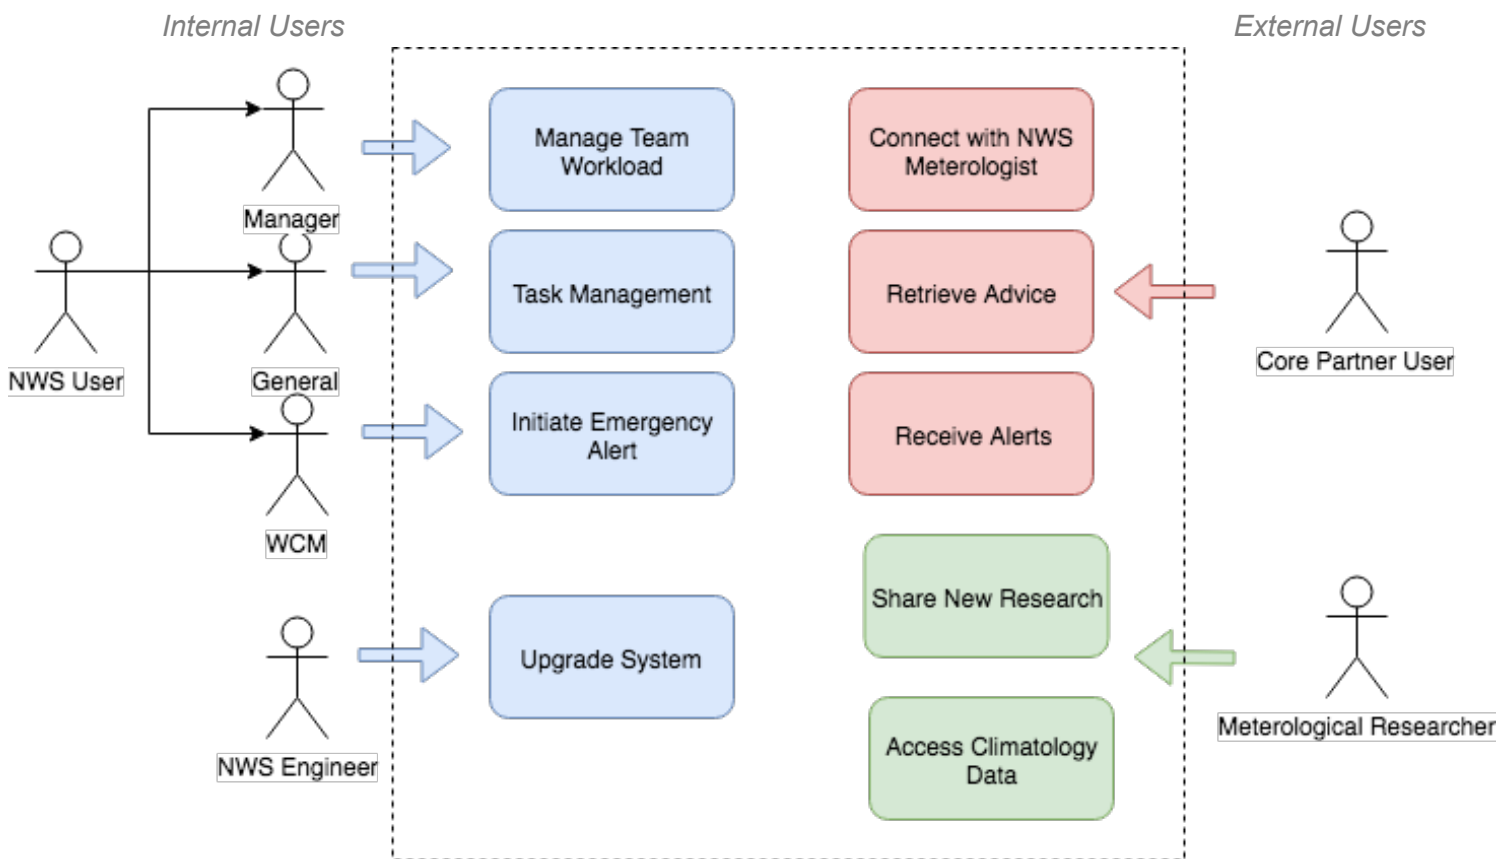 Internal Users
External Users
Manager
General
WCM
NWS User
NWS Engineer
Manage Team
Workload
Task Management
Initiate Emergency
Alert
Upgrade System
Connect with NWS
Meterologist
Retrieve Advice
Receive Alerts
Share New Research
Access Climatology
Data
Core Partner User
Meterological Researcher